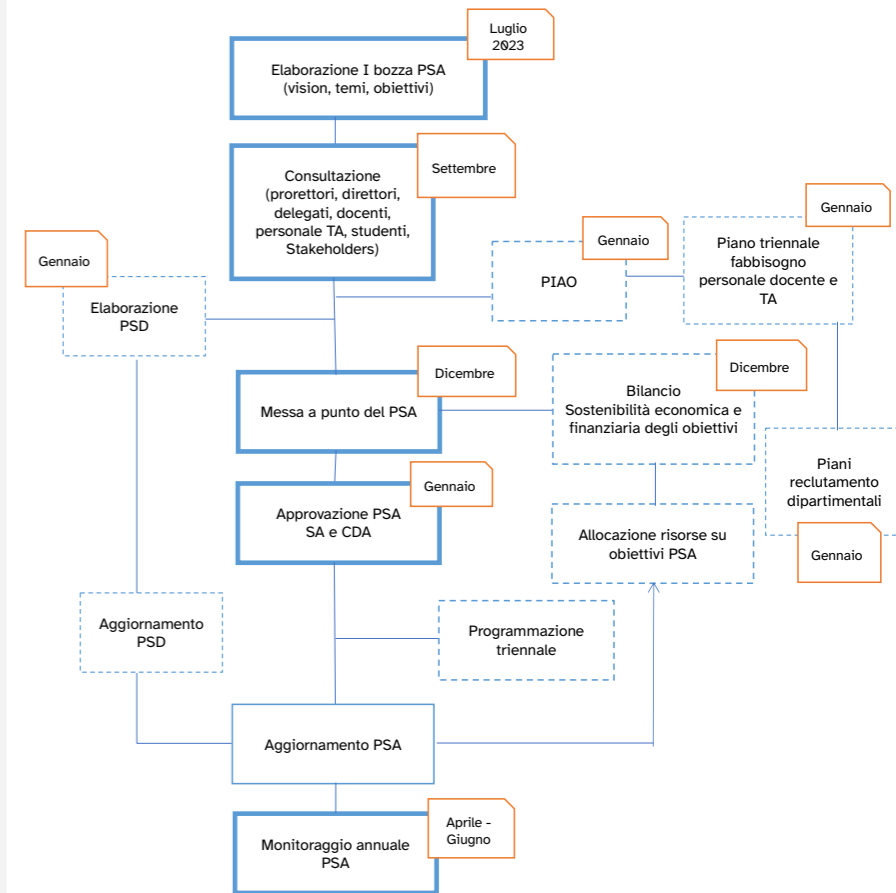 Luglio
2023
Elaborazione I bozza PSA
(vision, temi, obiettivi)
Settembre
Consultazione
(prorettori, direttori,
delegati, docenti,
personale TA, studenti,
Stakeholders)
Gennaio
Gennaio
Piano triennale
fabbisogno
personale docente e
TA
Gennaio
PIAO
Elaborazione
PSD
Dicembre
Messa a punto del PSA
Dicembre
Bilancio
Sostenibilità economica e
finanziaria degli obiettivi
Piani
reclutamento
dipartimentali
Gennaio
Gennaio
Approvazione PSA
SA e CDA
Allocazione risorse su
obiettivi PSA
Aggiornamento
PSD
Programmazione
triennale
Aggiornamento PSA
Aprile -
Giugno
Monitoraggio annuale
PSA